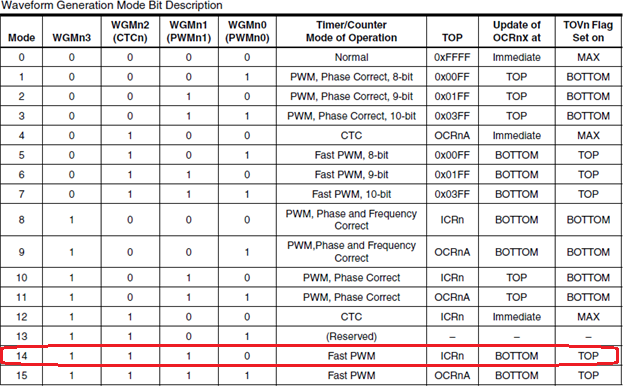 Waveform Generation Mode Bit Description
Mode WGMn3 WGMn2 (CTCn) WGMn1 (PWMn1) WGMn0 (PWMn0) Timer/Counter Mode of Operation TOP Update of OCRnX at TOVn Flag Set on
0 0 0 0 0 Normal 0xFFFF Immediate MAX
1 0 0 0 1 PWM, Phase Correct, 8-bit 0x00FF TOP BOTTOM
2 0 0 1 0 PWM, Phase Correct, 9-bit 0x01FF TOP BOTTOM
3 0 0 1 1 PWM, Phase Correct, 10-bit 0x03FF TOP BOTTOM
4 0 1 0 0 CTC OCRnA Immediate MAX
5 0 1 0 1 Fast PWM, 8-bit 0x00FF BOTTOM TOP
6 0 1 1 0 Fast PWM, 9-bit 0x01FF BOTTOM TOP
7 0 1 1 1 Fast PWM, 10-bit 0x03FF BOTTOM TOP
8 1 0 0 0 PWM, Phase and Frequency Correct ICRn BOTTOM BOTTOM
9 1 0 0 1 PWM,Phase and Frequency Correct OCRnA BOTTOM BOTTOM
10 1 0 1 0 PWM, Phase Correct ICRn TOP BOTTOM
11 1 0 1 1 PWM, Phase Correct OCRnA TOP BOTTOM
12 1 1 0 0 CTC ICRn Immediate MAX
13 1 1 0 1 (Reserved) – – –
14 1 1 1 0 Fast PWM ICRn BOTTOM TOP
15 1 1 1 1 Fast PWM OCRnA BOTTOM TOP